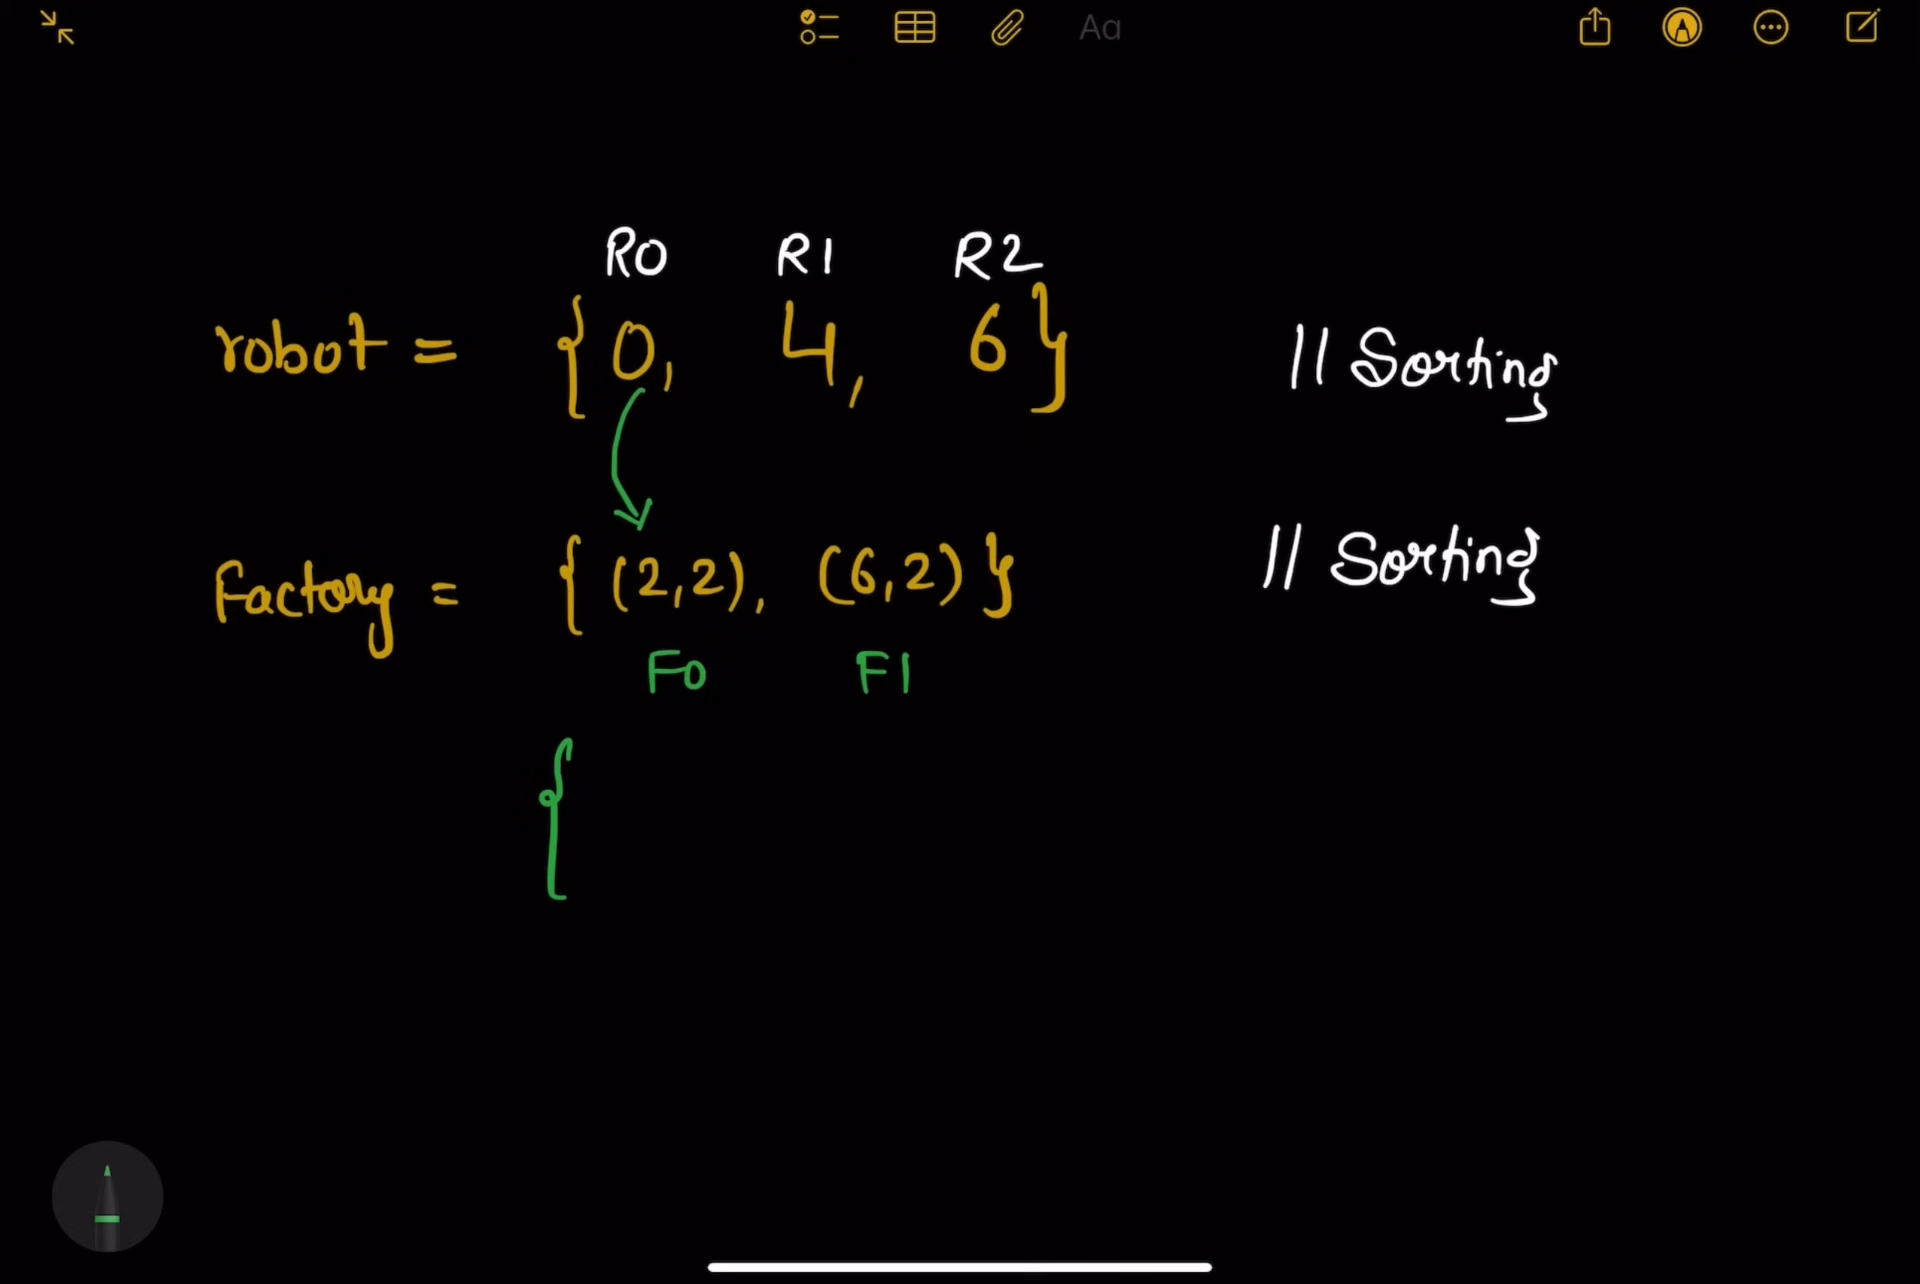 Aa
R0 R1 R2
robot = { 0, 4, 6 } // Sorting
Factory = { (2,2), (6,2) } // Sorting
F0 F1
{